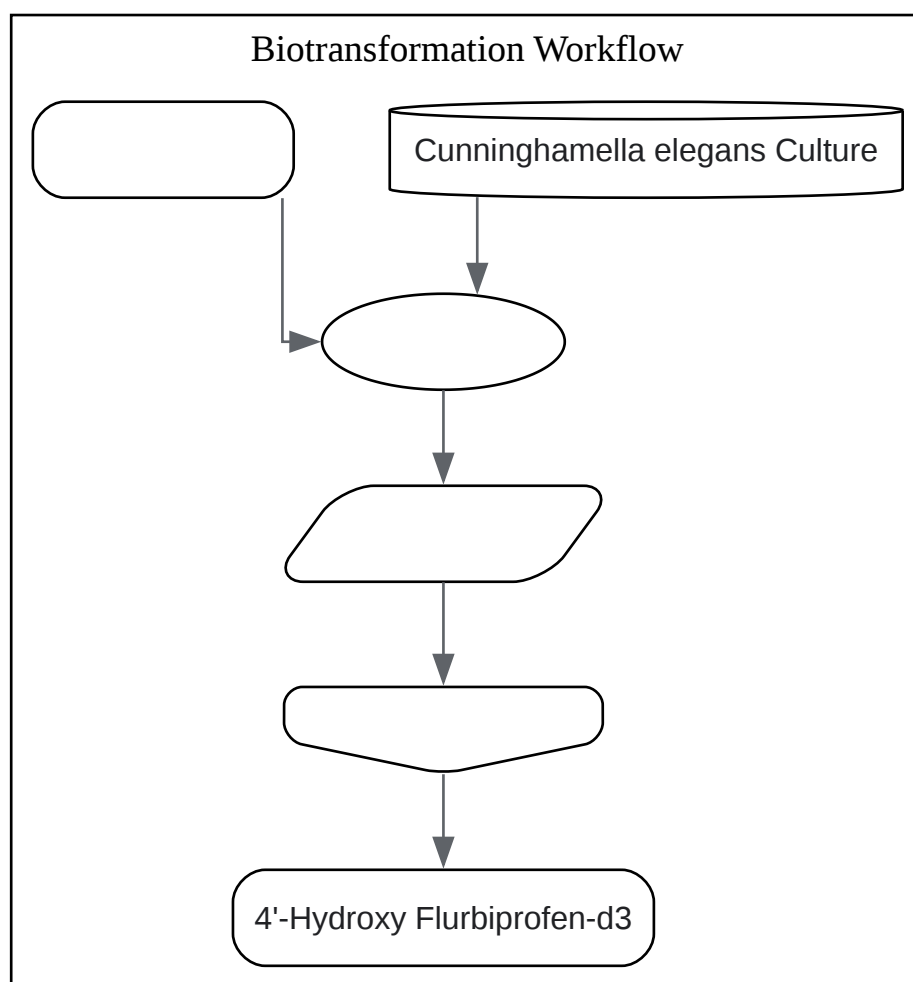 Biotransformation Workflow
Cunninghamella elegans Culture
4'-Hydroxy Flurbiprofen-d3